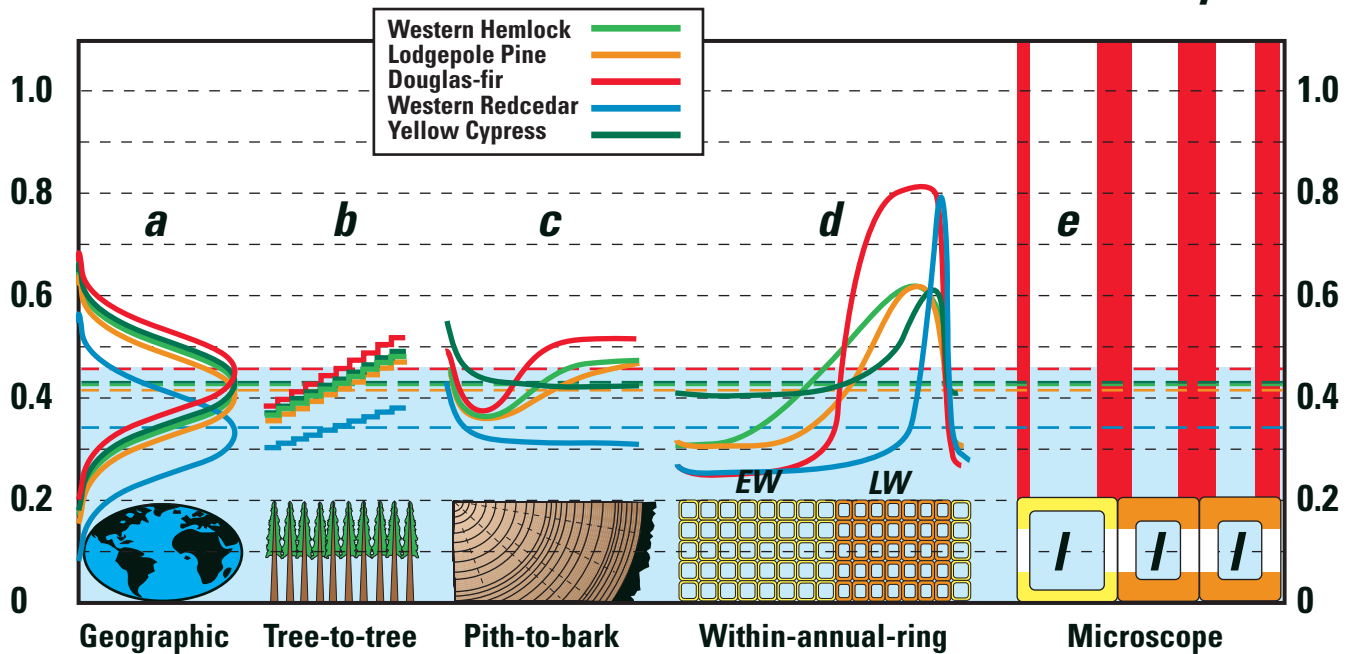 Western Hemlock
Lodgepole Pine
Douglas-fir
Western Redcedar
Yellow Cypress
1.0
0.8
0.6
0.4
0.2
0
1.0
0.8
0.6
0.4
0.2
0
a
b
c
d
e
EW
LW
l
l
l
Geographic
Tree-to-tree
Pith-to-bark
Within-annual-ring
Microscope